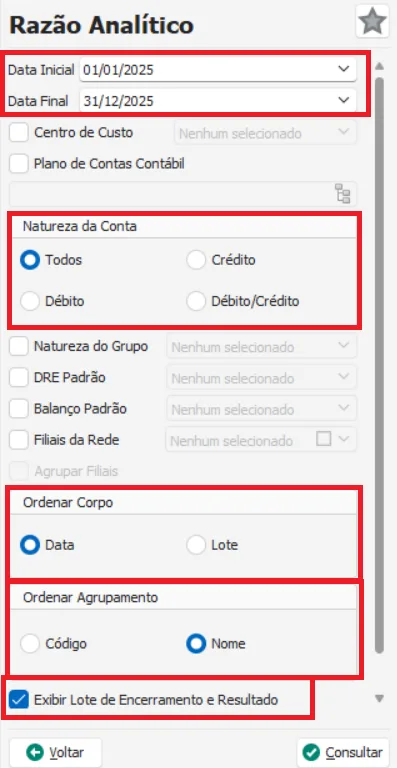 Razão Analítico
Data Inicial 01/01/2025
Data Final 31/12/2025
Centro de Custo Nenhum selecionado
Plano de Contas Contábil
Natureza da Conta
Todos Crédito
Débito Débito/Crédito
Natureza do Grupo Nenhum selecionado
DRE Padrão Nenhum selecionado
Balanço Padrão Nenhum selecionado
Filiais da Rede Nenhum selecionado
Agrupar Filiais
Ordenar Corpo
Data Lote
Ordenar Agrupamento
Código Nome
Exibir Lote de Encerramento e Resultado
Voltar Consultar